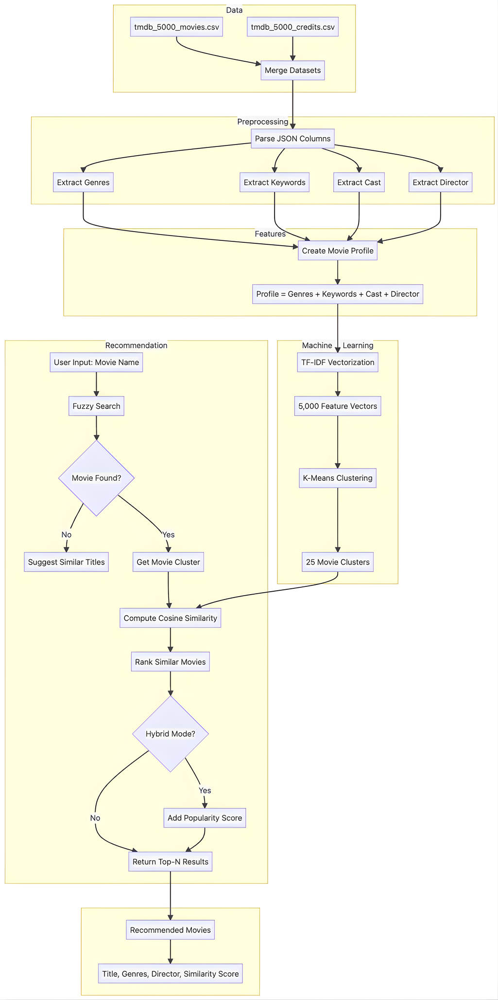 Data
tmdb_5000_movies.csv
tmdb_5000_credits.csv
Merge Datasets
Preprocessing
Parse JSON Columns
Extract Genres
Extract Keywords
Extract Cast
Extract Director
Features
Create Movie Profile
Profile = Genres + Keywords + Cast + Director
Recommendation
User Input: Movie Name
Fuzzy Search
Movie Found?
No
Yes
Suggest Similar Titles
Get Movie Cluster
Machine Learning
TF-IDF Vectorization
5,000 Feature Vectors
K-Means Clustering
25 Movie Clusters
Compute Cosine Similarity
Rank Similar Movies
Hybrid Mode?
Yes
No
Add Popularity Score
Return Top-N Results
Recommended Movies
Title, Genres, Director, Similarity Score